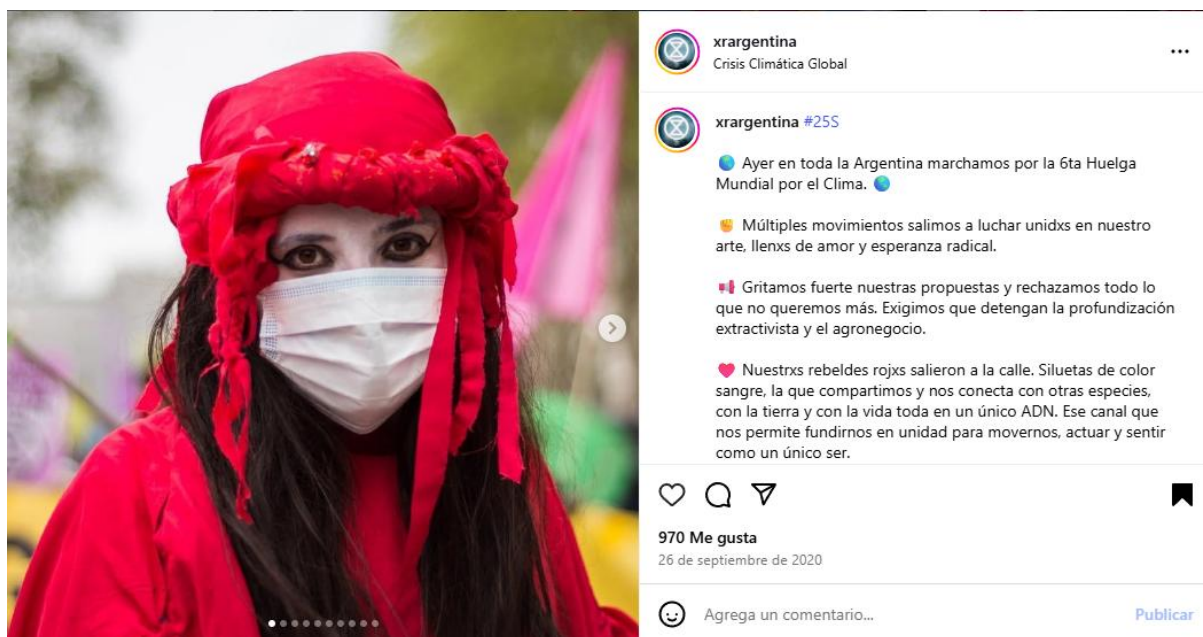 xrargentina
Crisis Climática Global
xrargentina #25S
🌎 Ayer en toda la Argentina marchamos por la 6ta Huelga
Mundial por el Clima. 🌎
✊ Múltiples movimientos salimos a luchar unidxs en nuestro
arte, llenxs de amor y esperanza radical.
📢 Gritamos fuerte nuestras propuestas y rechazamos todo lo
que no queremos más. Exigimos que detengan la profundización
extractivista y el agronegocio.
❤️ Nuestrxs rebeldes rojxs salieron a la calle. Siluetas de color
sangre, la que compartimos y nos conecta con otras especies,
con la tierra y con la vida toda en un único ADN. Ese canal que
nos permite fundirnos en unidad para movernos, actuar y sentir
como un único ser.
970 Me gusta
26 de septiembre de 2020
Agrega un comentario...
Publicar